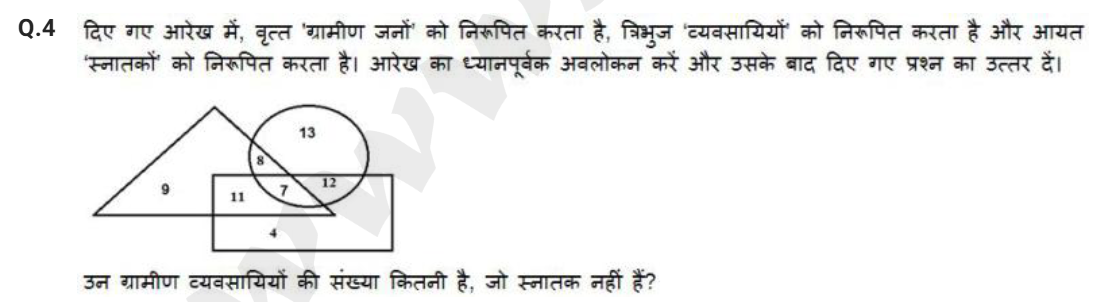 Q.4 दिए गए आरेख में, वृत्त 'ग्रामीण जनों' को निरूपित करता है, त्रिभुज 'व्यवसायियों' को निरूपित करता है और आयत
'स्नातकों' को निरूपित करता है। आरेख का ध्यानपूर्वक अवलोकन करें और उसके बाद दिए गए प्रश्न का उत्तर दें।
13
8
9
11
7
12
4
उन ग्रामीण व्यवसायियों की संख्या कितनी है, जो स्नातक नहीं हैं?